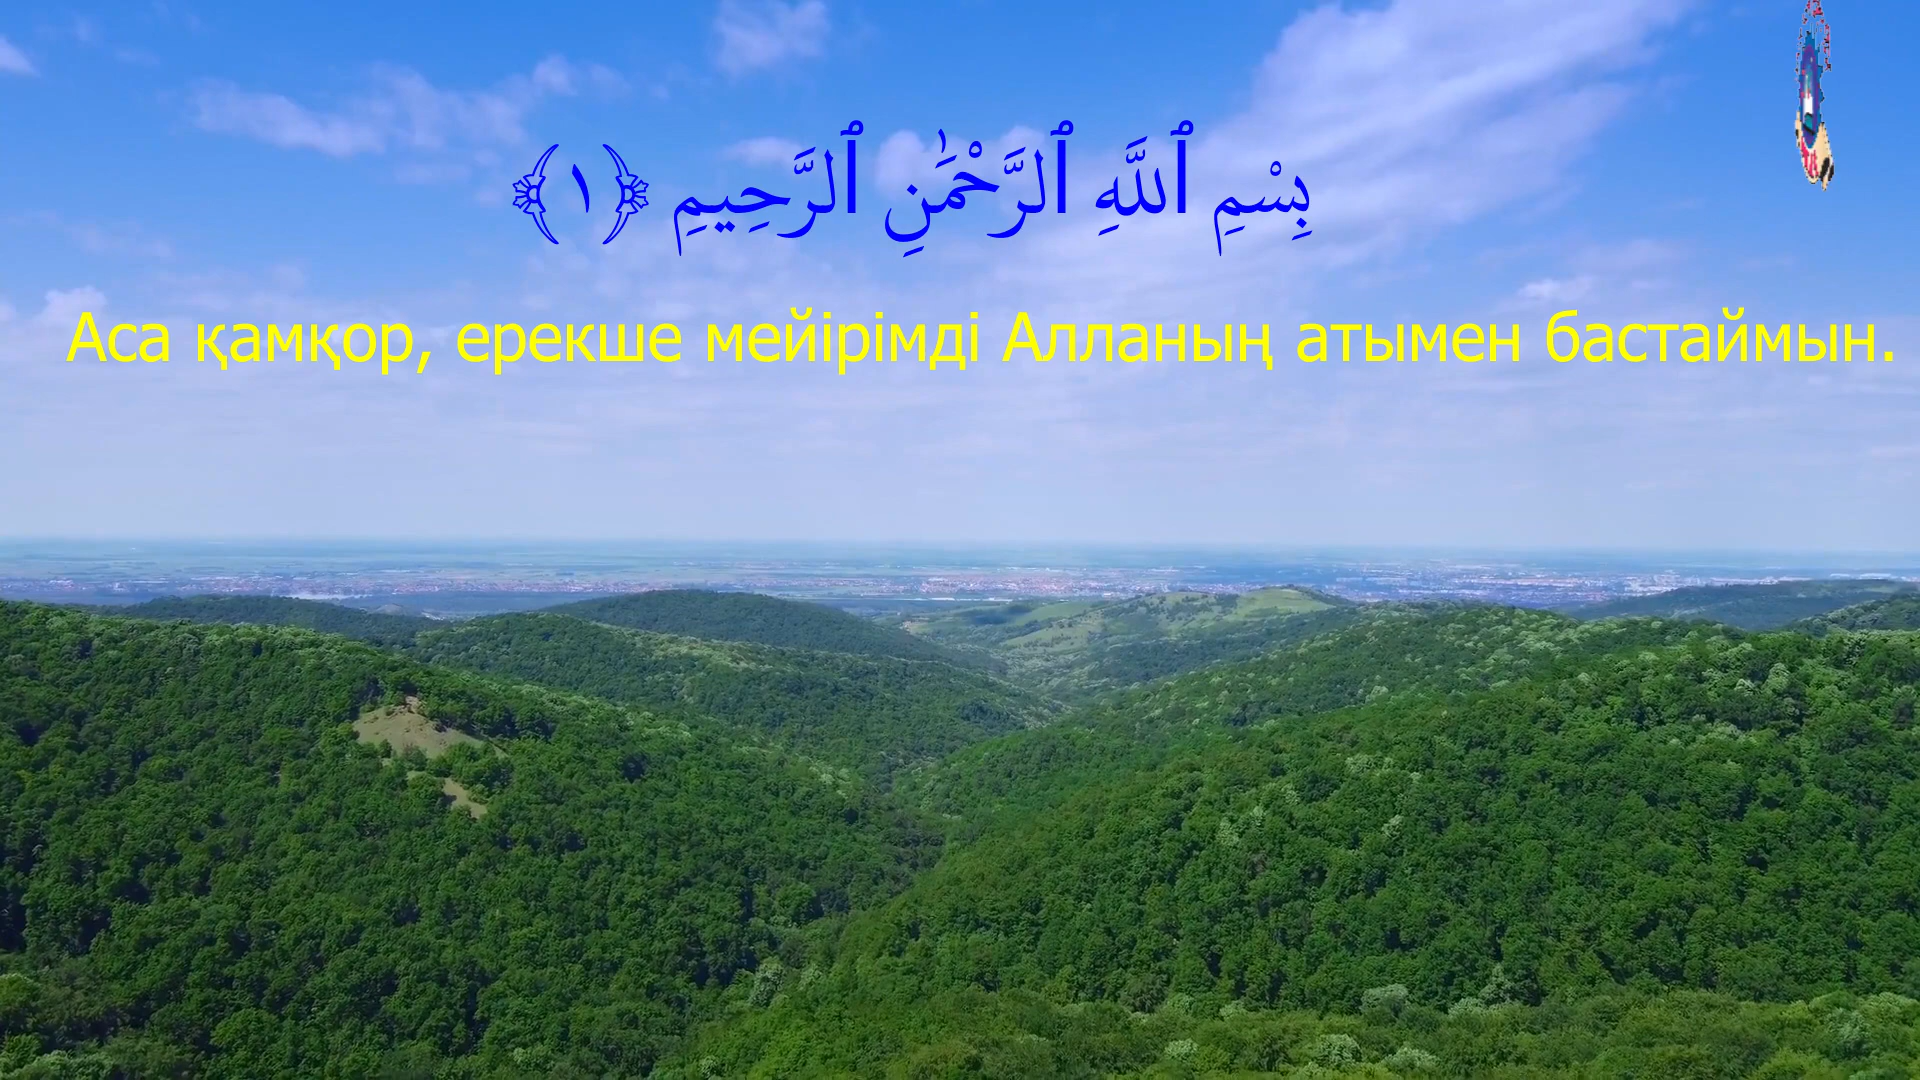 بِسْمِ ٱللَّهِ ٱلرَّحْمَٰنِ ٱلرَّحِيمِ ﴿١﴾
Аса қамқор, ерекше мейірімді Алланың атымен бастаймын.